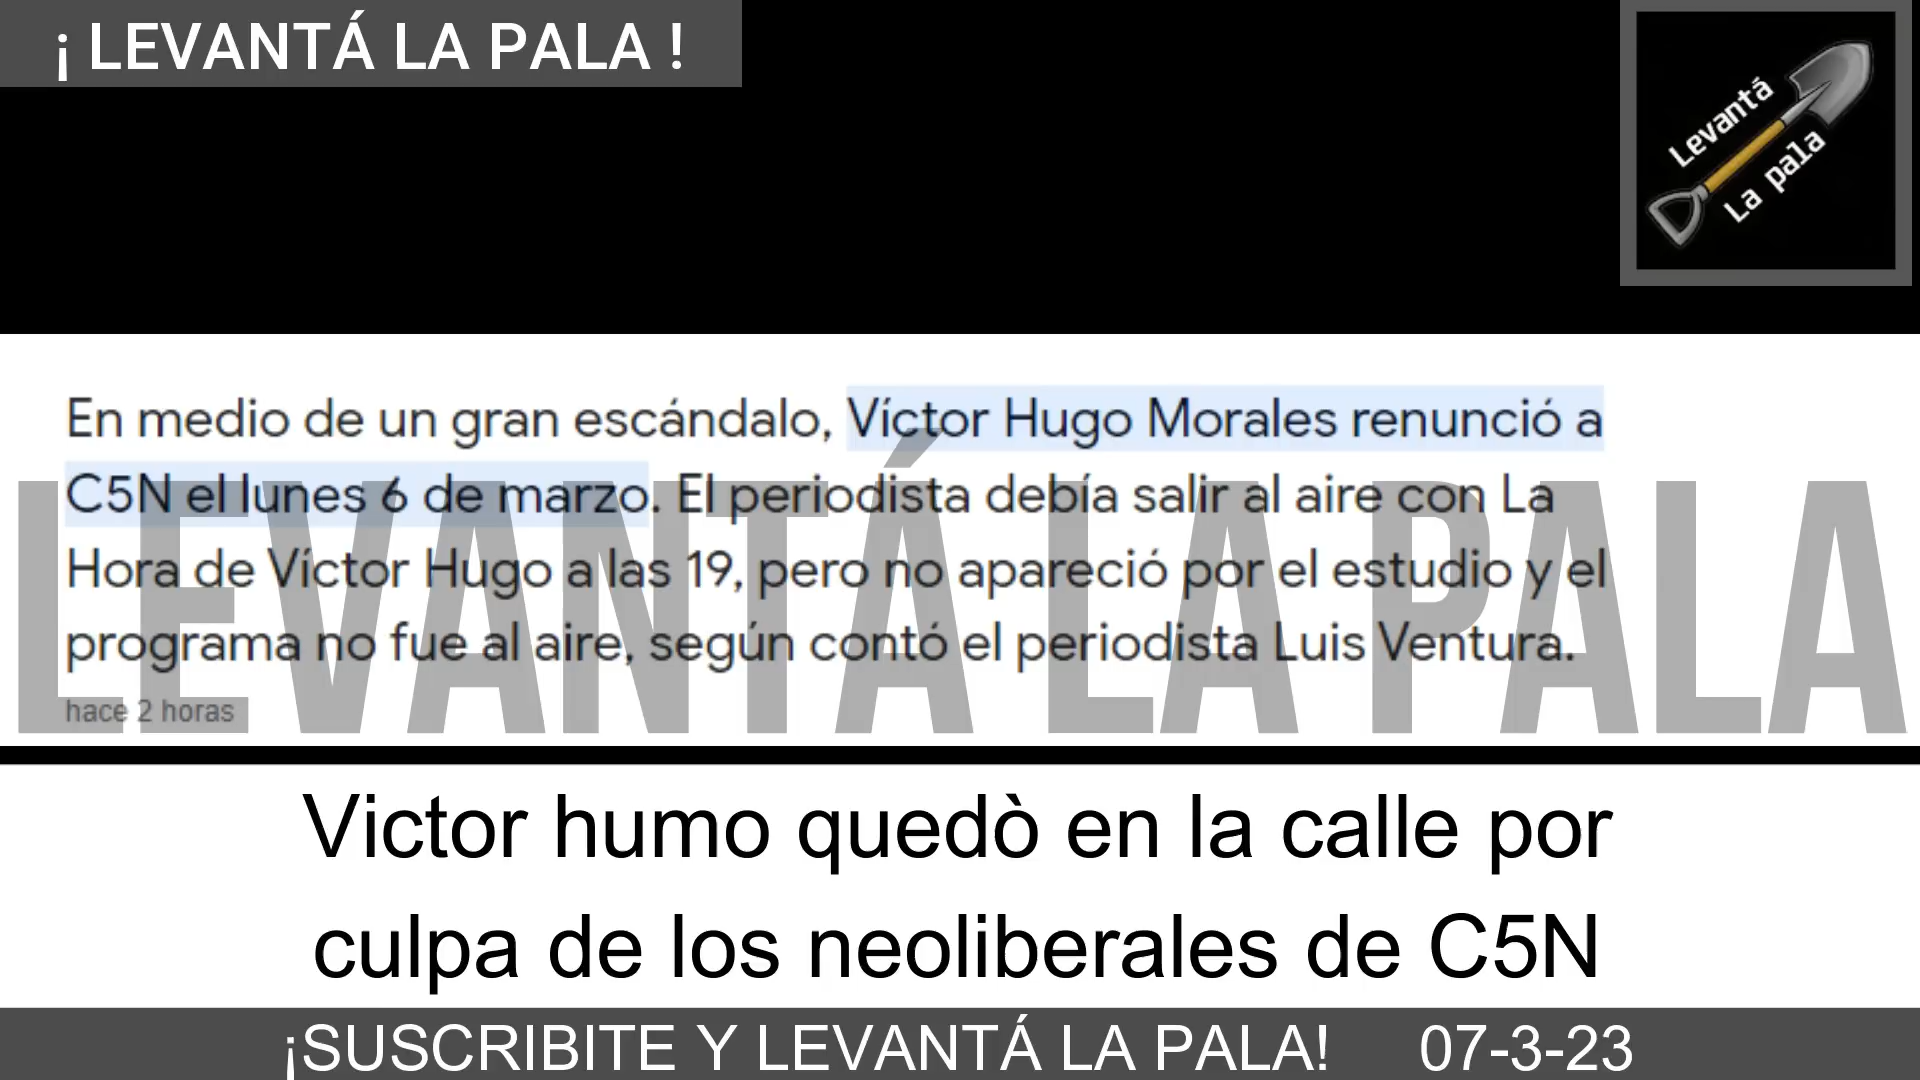 ¡ LEVANTÁ LA PALA !
Levantá
La pala
En medio de un gran escándalo, Víctor Hugo Morales renunció a
C5N el lunes 6 de marzo. El periodista debía salir al aire con La
Hora de Víctor Hugo a las 19, pero no apareció por el estudio y el
programa no fue al aire, según contó el periodista Luis Ventura.
hace 2 horas
LEVANTÁ LA PALA
Victor humo quedò en la calle por
culpa de los neoliberales de C5N
¡SUSCRIBITE Y LEVANTÁ LA PALA! 07-3-23